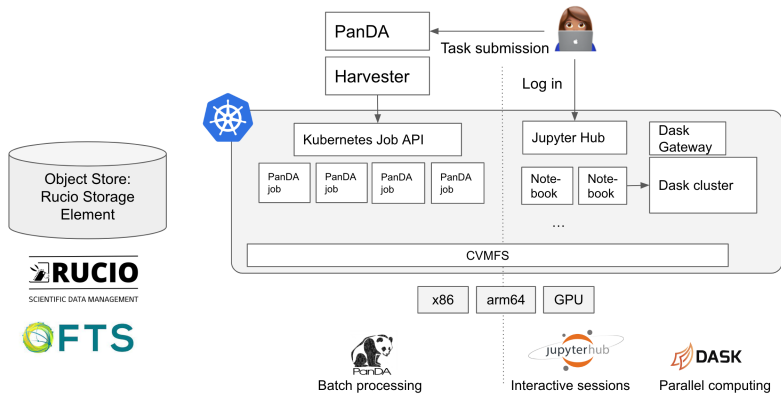 PanDA
Task submission
Harvester
Log in
Kubernetes Job API
Jupyter Hub
Dask
Gateway
PanDA
job
PanDA
job
PanDA
job
PanDA
job
Note-
book
Note-
book
Dask cluster
...
CVMFS
Object Store:
Rucio Storage
Element
RUCIO
SCIENTIFIC DATA MANAGEMENT
FTS
x86
arm64
GPU
PanDA
Batch processing
jupyterhub
Interactive sessions
DASK
Parallel computing